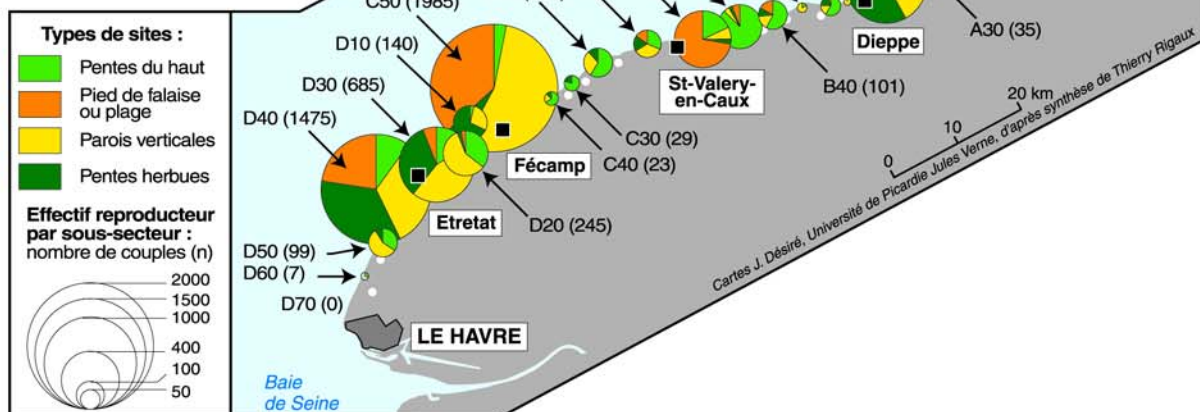 Types de sites :
Pentes du haut
Pied de falaise
ou plage
Parois verticales
Pentes herbues
Effectif reproducteur
par sous-secteur :
nombre de couples (n)
2000
1500
1000
400
100
50
C50 (1985)
D10 (140)
D30 (685)
D40 (1475)
D50 (99)
D60 (7)
D70 (0)
LE HAVRE
Baie
de Seine
Etretat
D20 (245)
Fécamp
C40 (23)
C30 (29)
St-Valery-
en-Caux
B40 (101)
Dieppe
A30 (35)
0
10
20 km
Cartes J. Désiré, Université de Picardie Jules Verne, d'après synthèse de Thierry Rigaux